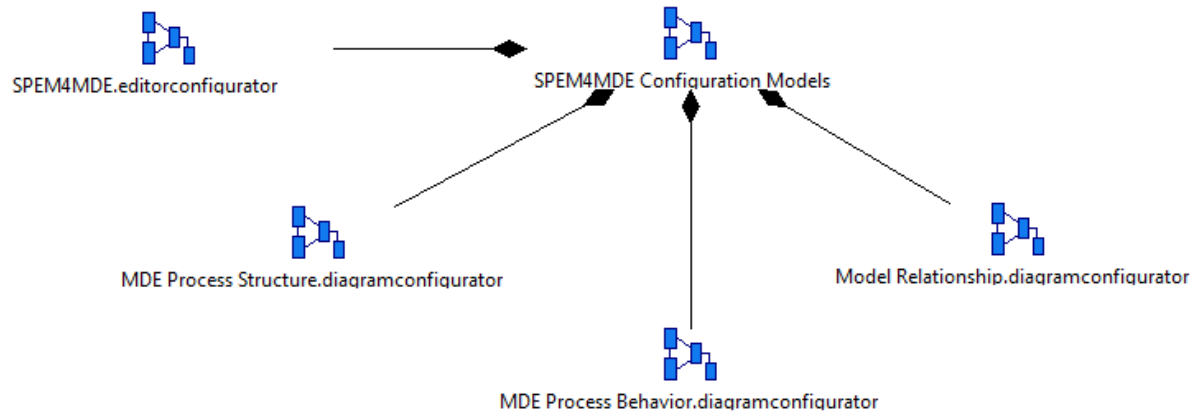 SPEM4MDE.editorconfigurator
SPEM4MDE Configuration Models
MDE Process Structure.diagramconfigurator
Model Relationship.diagramconfigurator
MDE Process Behavior.diagramconfigurator